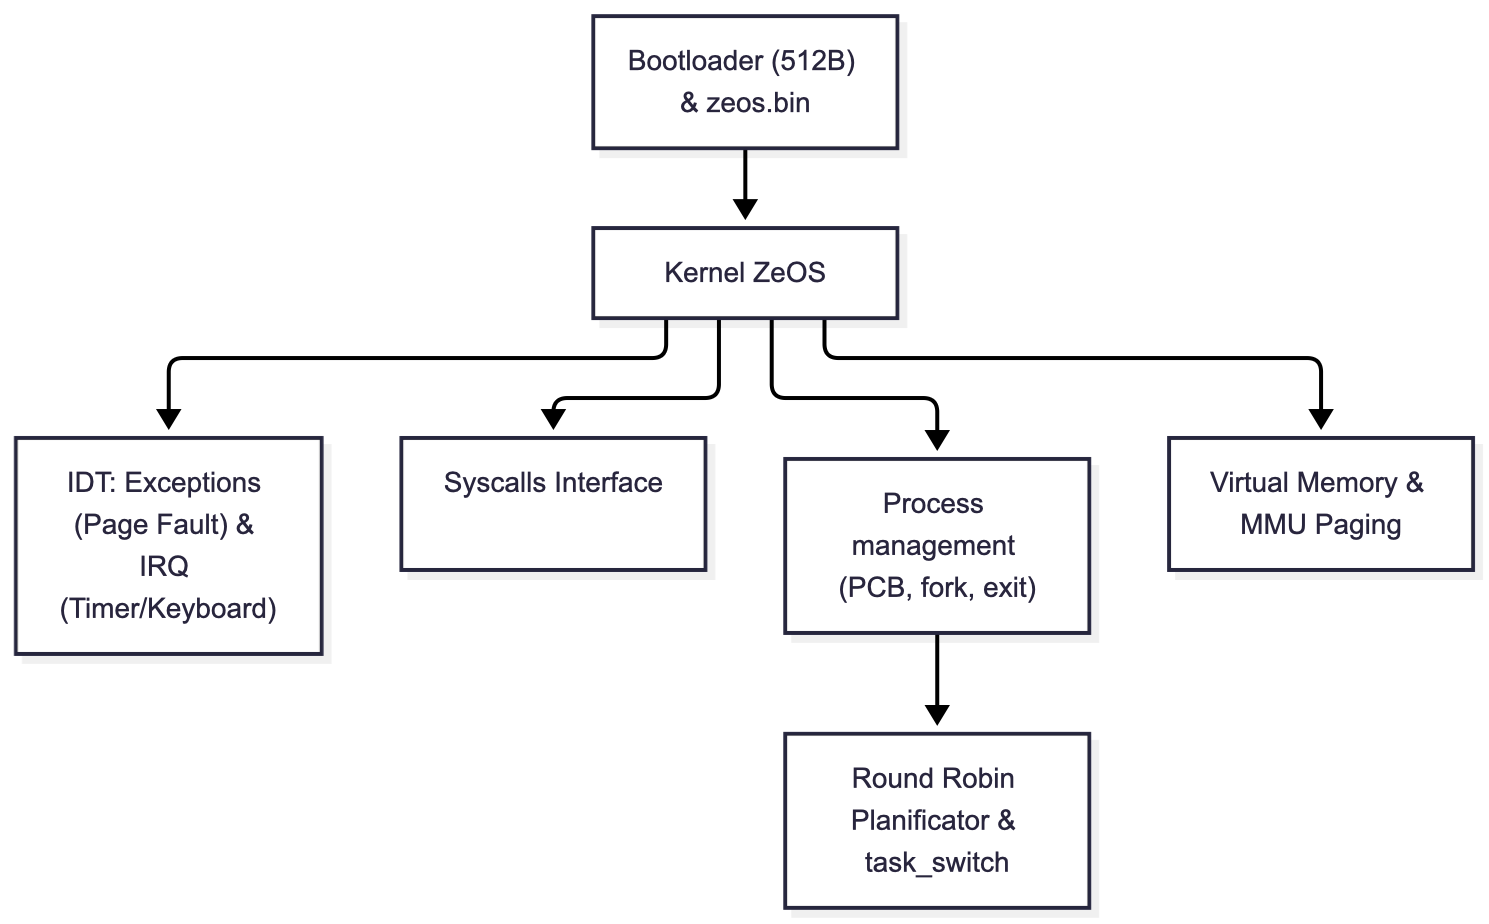 Bootloader (512B)
& zeos.bin
Kernel ZeOS
IDT: Exceptions
(Page Fault) &
IRQ
(Timer/Keyboard)
Syscalls Interface
Process
management
(PCB, fork, exit)
Virtual Memory &
MMU Paging
Round Robin
Planificator &
task_switch